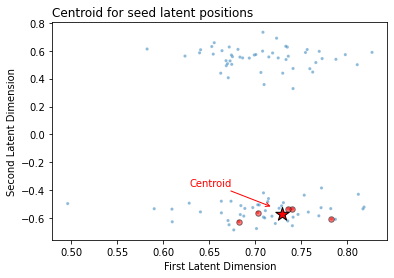 Centroid for seed latent positions
Second Latent Dimension
0.8
0.6
0.4
0.2
0.0
−0.2
−0.4
−0.6
Centroid
0.50 0.55 0.60 0.65 0.70 0.75 0.80
First Latent Dimension